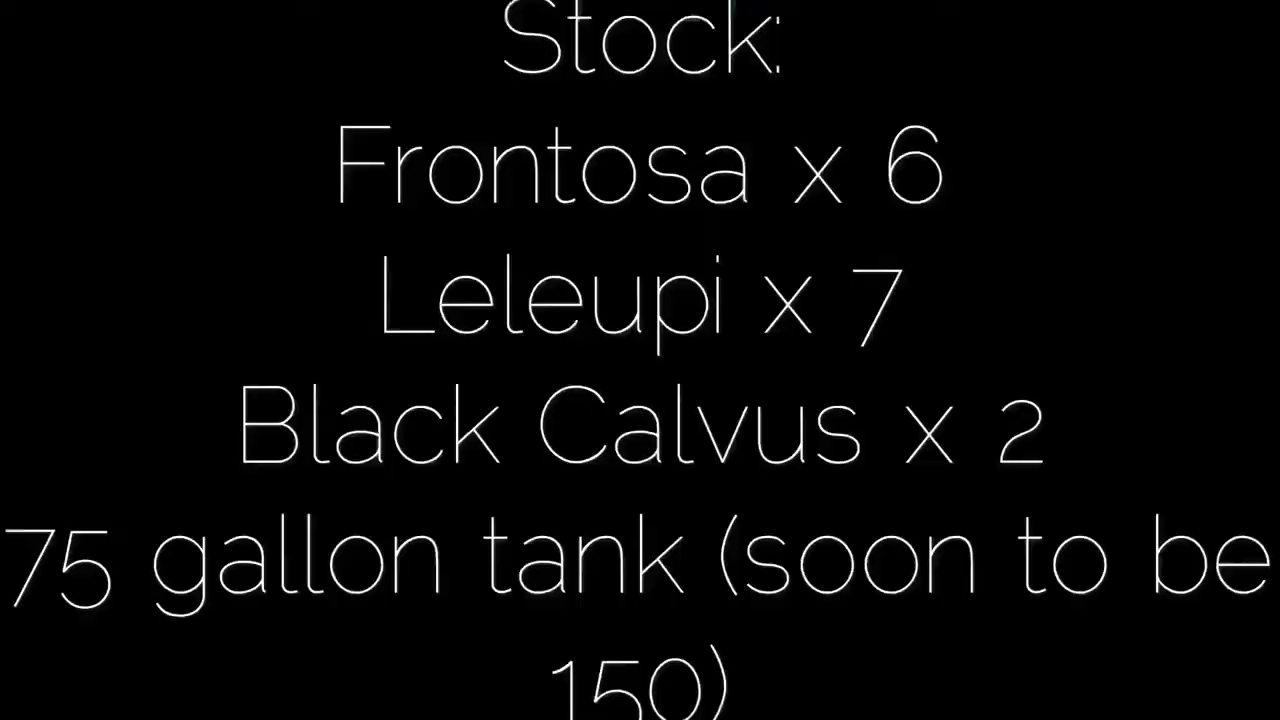 Stock:
Frontosa x 6
Leleupi x 7
Black Calvus x 2
75 gallon tank (soon to be
150)